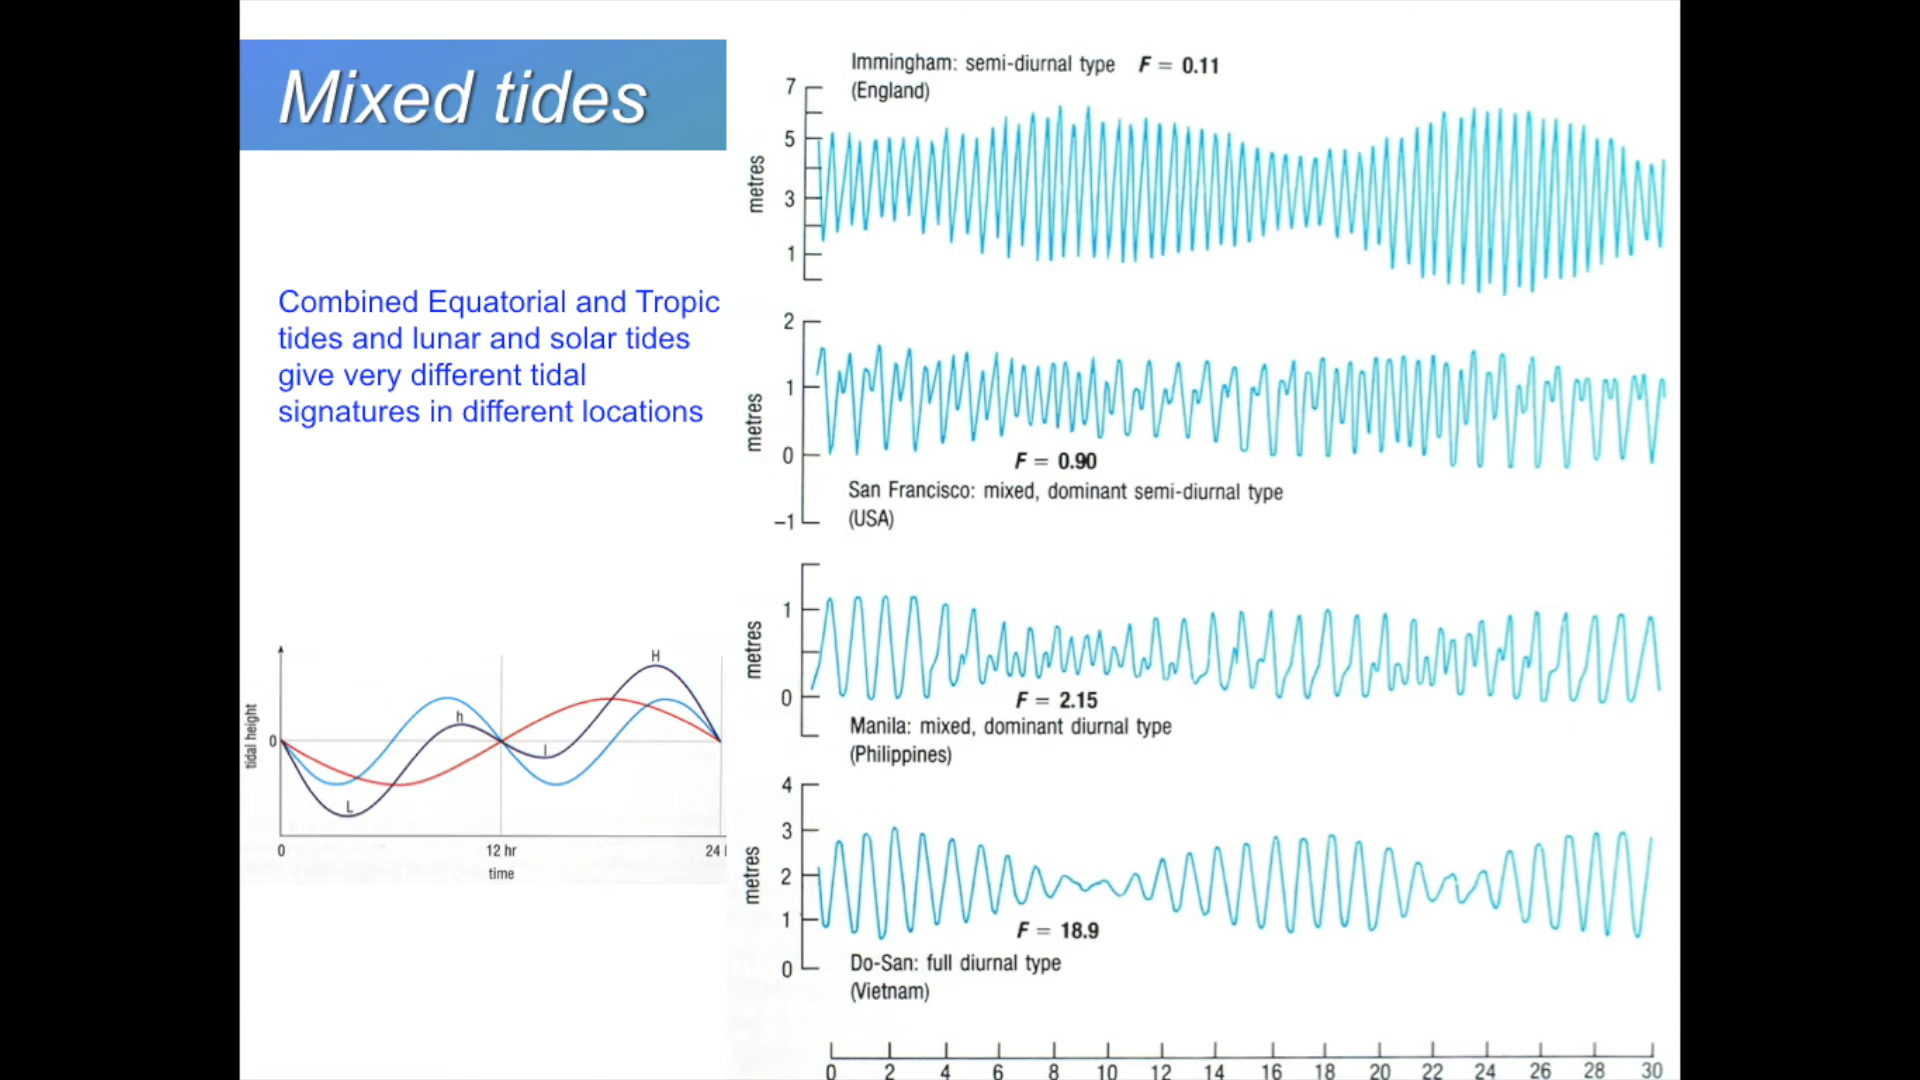 Mixed tides
Combined Equatorial and Tropic
tides and lunar and solar tides
give very different tidal
signatures in different locations
tidal height
0
H
h
l
L
0
12 hr
24
time
Immingham: semi-diurnal type F = 0.11
(England)
metres
7
5
3
1
metres
2
1
0
–1
F = 0.90
San Francisco: mixed, dominant semi-diurnal type
(USA)
metres
1
0
F = 2.15
Manila: mixed, dominant diurnal type
(Philippines)
metres
4
3
2
1
0
F = 18.9
Do-San: full diurnal type
(Vietnam)
0 2 4 6 8 10 12 14 16 18 20 22 24 26 28 30